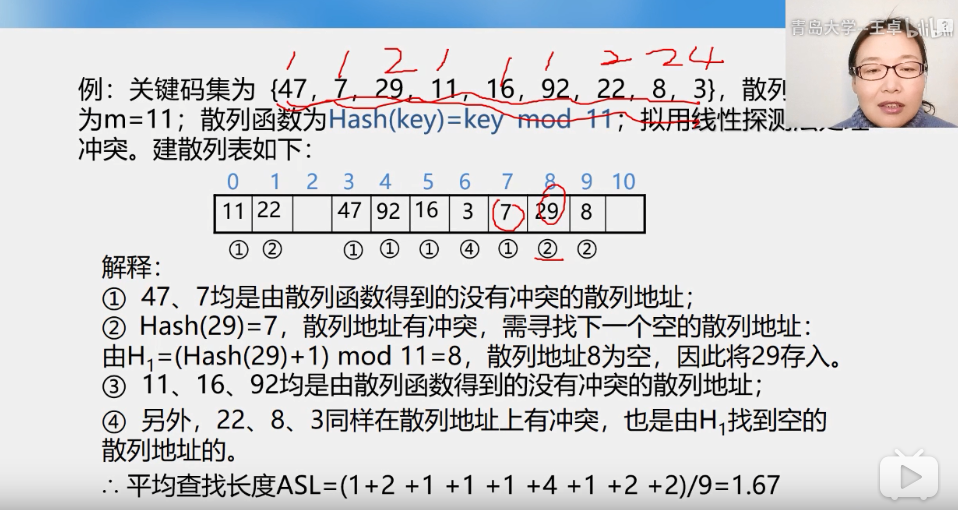 青岛大学-王卓 bilibili
1 1 2 1 1 1 2 2 4
例：关键码集为 {47，7，29，11，16，92，22，8，3}，散列
为m=11；散列函数为Hash(key)=key mod 11；拟用线性探测法处理
冲突。建散列表如下：
0 1 2 3 4 5 6 7 8 9 10
11 22 47 92 16 3 7 29 8
① ② ① ① ① ④ ① ② ②
解释：
① 47、7均是由散列函数得到的没有冲突的散列地址；
② Hash(29)=7，散列地址有冲突，需寻找下一个空的散列地址：
由H₁=(Hash(29)+1) mod 11=8，散列地址8为空，因此将29存入。
③ 11、16、92均是由散列函数得到的没有冲突的散列地址；
④ 另外，22、8、3同样在散列地址上有冲突，也是由H₁找到空的
散列地址的。
∴ 平均查找长度ASL=(1+2 +1 +1 +1 +4 +1 +2 +2)/9=1.67